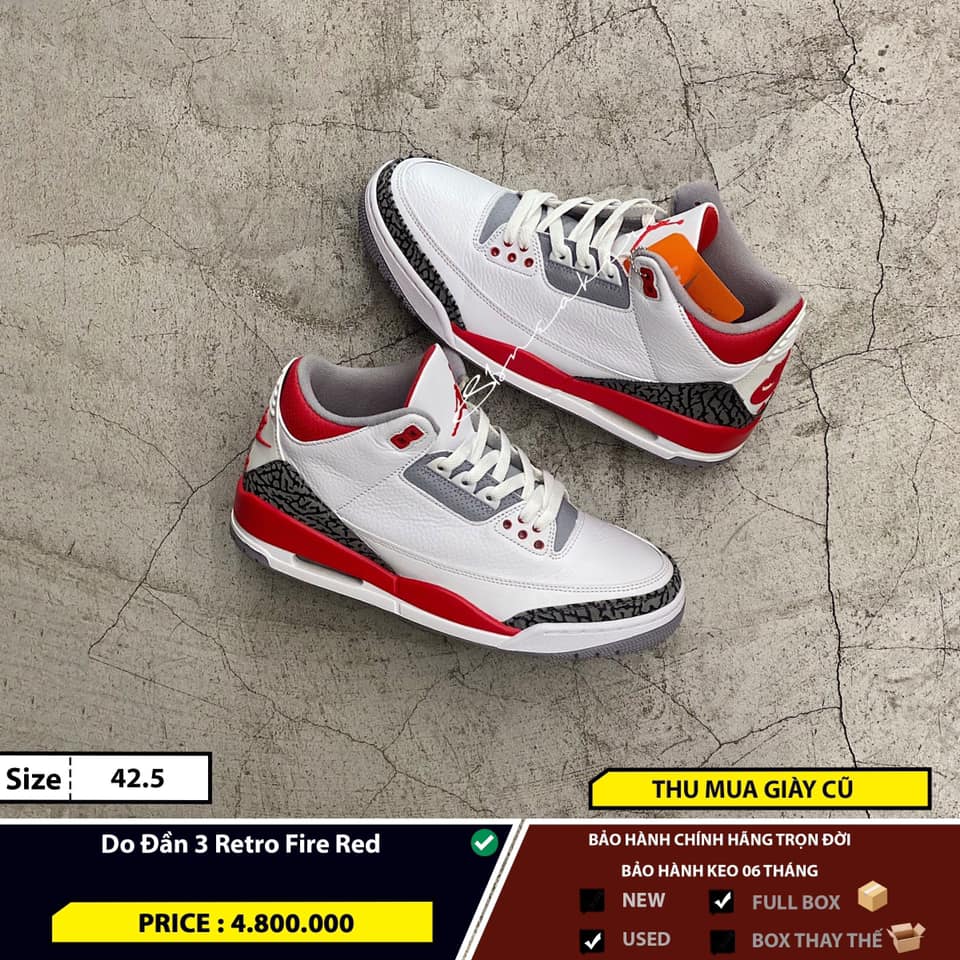 Size 42.5
THU MUA GIÀY CŨ
Do Đần 3 Retro Fire Red
PRICE : 4.800.000
BẢO HÀNH CHÍNH HÃNG TRỌN ĐỜI
BẢO HÀNH KEO 06 THÁNG
NEW
FULL BOX
USED
BOX THAY THẾ